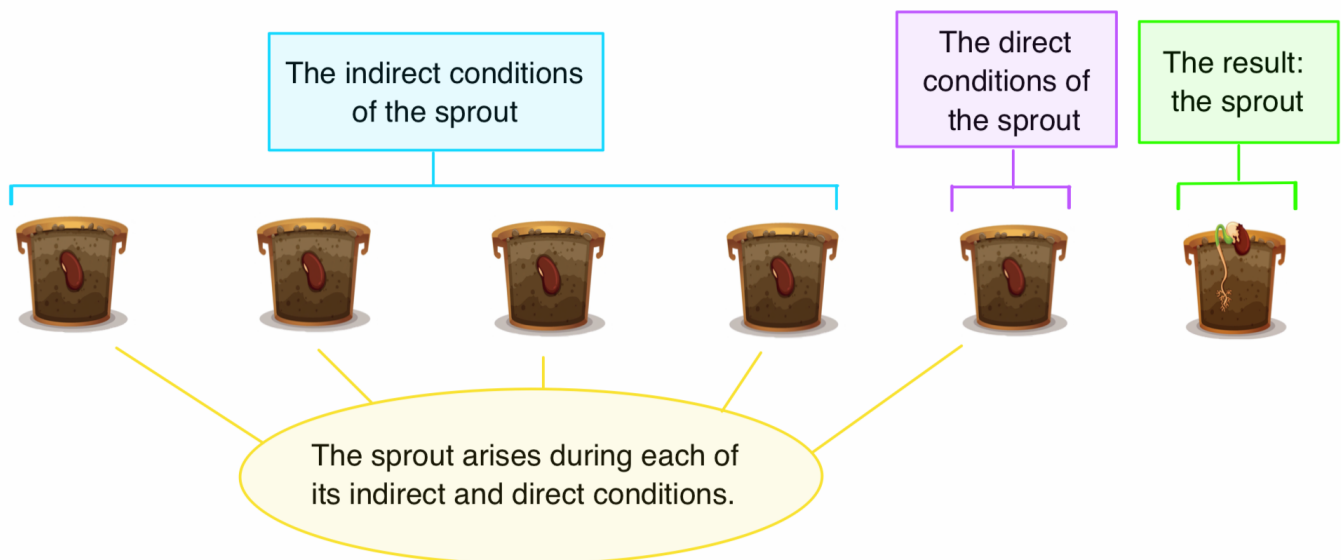 The indirect conditions
of the sprout
The direct
conditions of
the sprout
The result:
the sprout
The sprout arises during each of
its indirect and direct conditions.